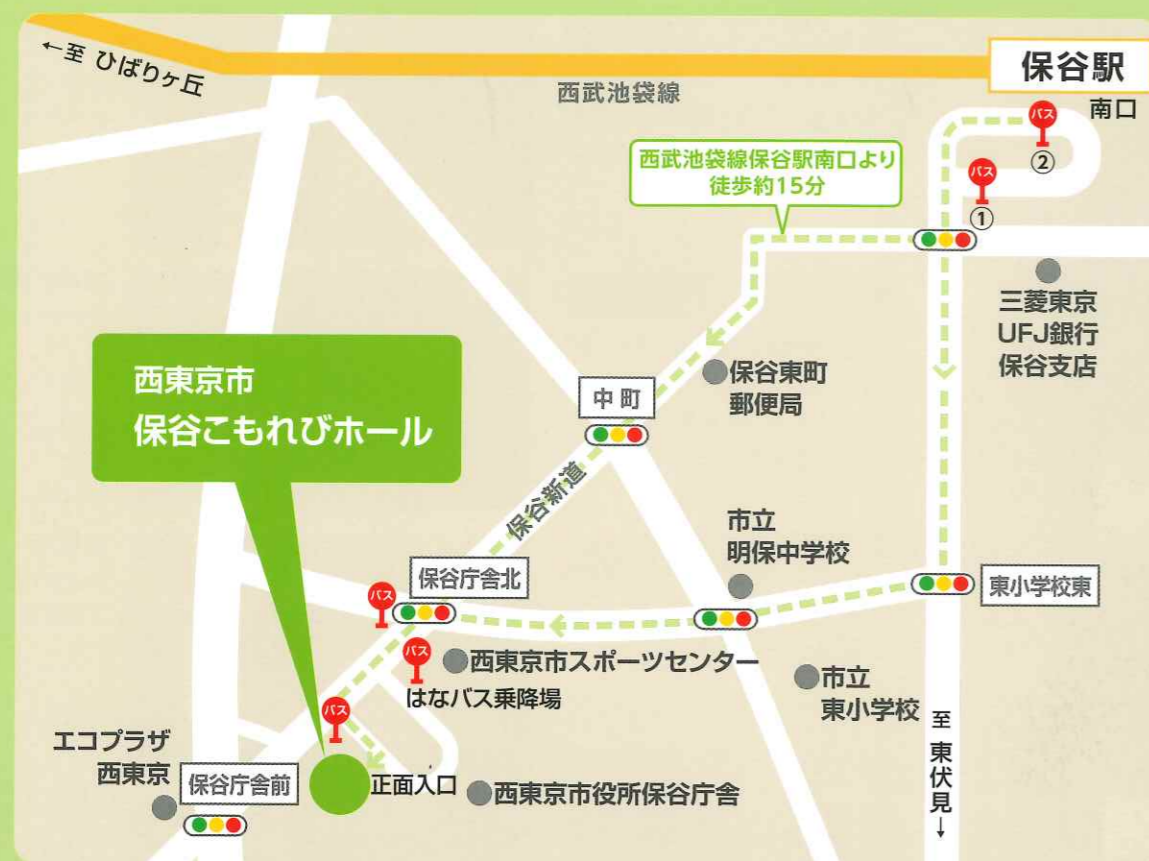 ←至 ひばりヶ丘
西武池袋線
保谷駅
南口
バス
②
バス
①
西武池袋線保谷駅南口より
徒歩約15分
三菱東京
UFJ銀行
保谷支店
西東京市
保谷こもれびホール
保谷東町
郵便局
中町
保谷新道
市立
明保中学校
保谷庁舎北
バス
東小学校東
バス
西東京市スポーツセンター
はなバス乗降場
市立
東小学校
至 東伏見→
バス
エコプラザ
西東京
保谷庁舎前
正面入口
西東京市役所保谷庁舎